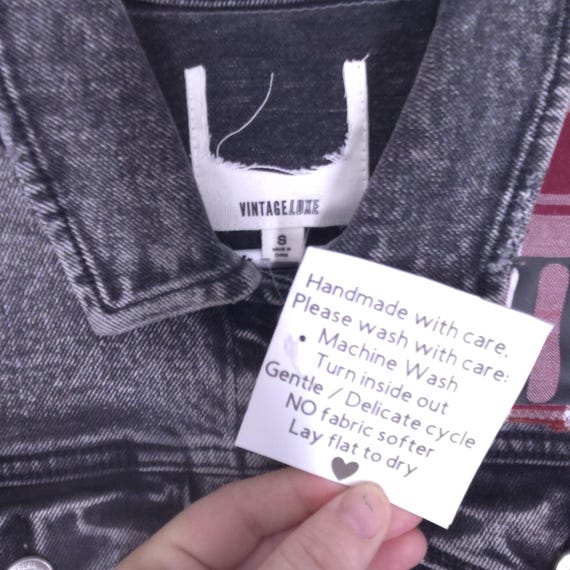 VINTAGELUXE
S
MADE IN
CHINA
Handmade with care.
Please wash with care:
• Machine Wash
Turn inside out
Gentle / Delicate cycle
NO fabric softer
Lay flat to dry